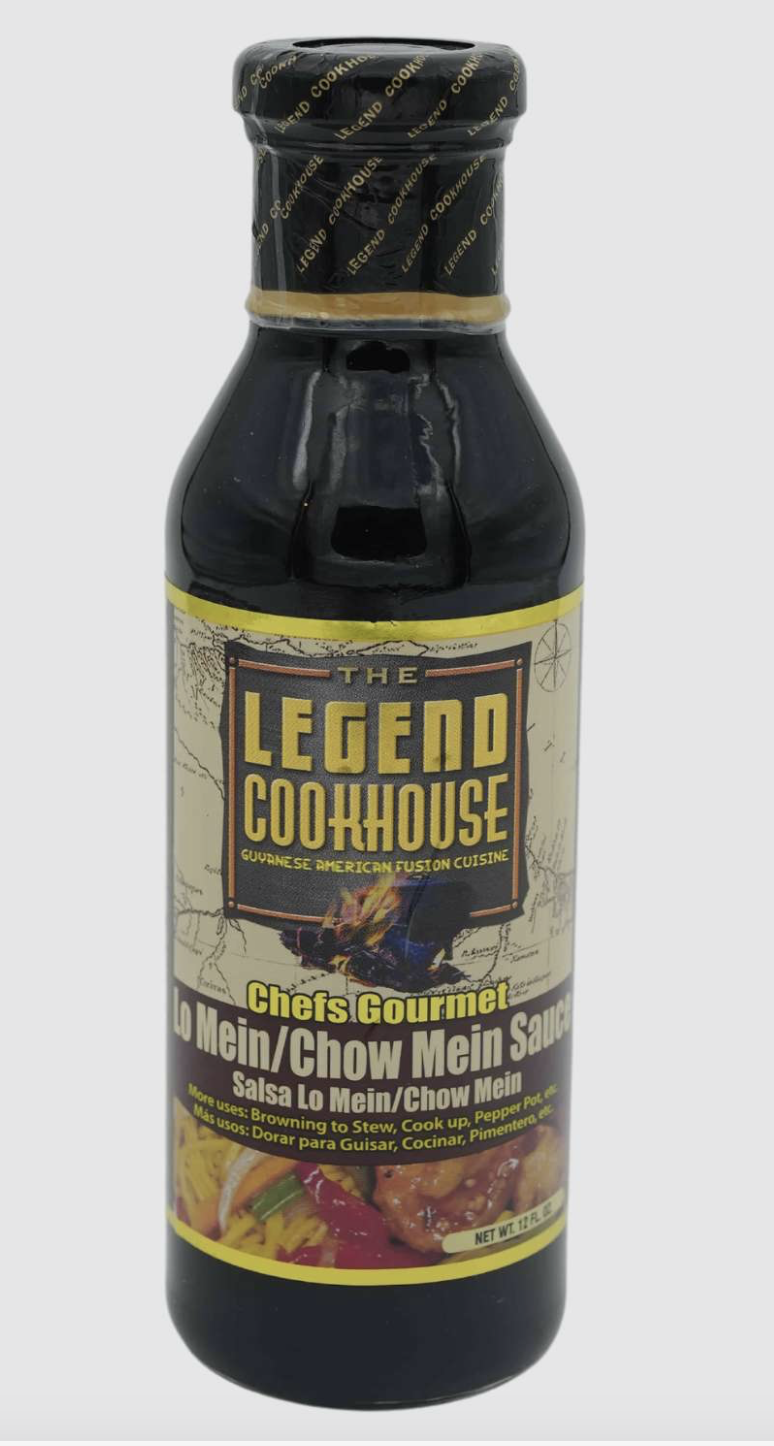 LEGEND COOKHOUSE
THE
LEGEND
COOKHOUSE
GUYANESE AMERICAN FUSION CUISINE
Chefs Gourmet
Lo Mein/Chow Mein Sauce
Salsa Lo Mein/Chow Mein
More uses: Browning to Stew, Cook up, Pepper Pot, etc.
Más usos: Dorar para Guisar, Cocinar, Pimentero, etc.
NET WT. 12 FL. OZ